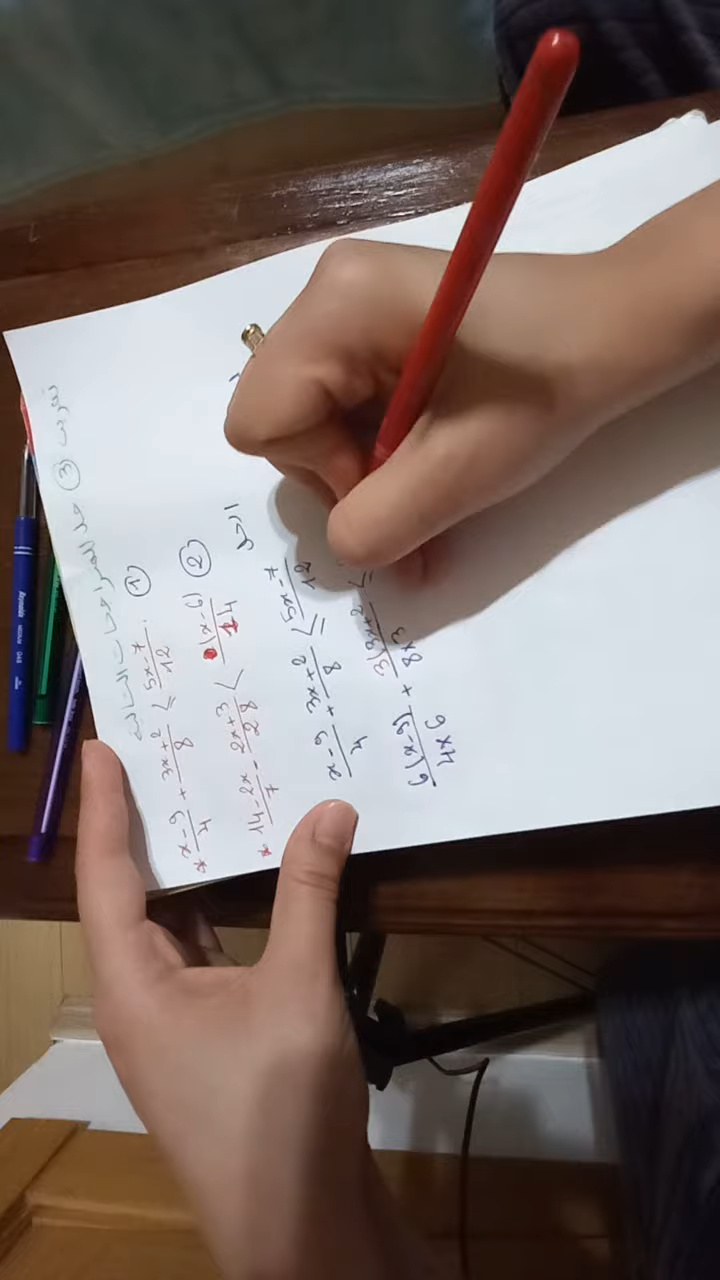 تمرين ③ حل المتراجحات التالية
* (x-9)/4 + (3x+2)/8 ≤ (5x-7)/12 . ①
* (14-2x)/7 - (2x+3)/28 < (x-6)/14 ②
الحل
(x-9)/4 + (3x+2)/8 ≤ (5x-7)/12
6(x-9)/4×6 + 3(3x+2)/8×3 ≤